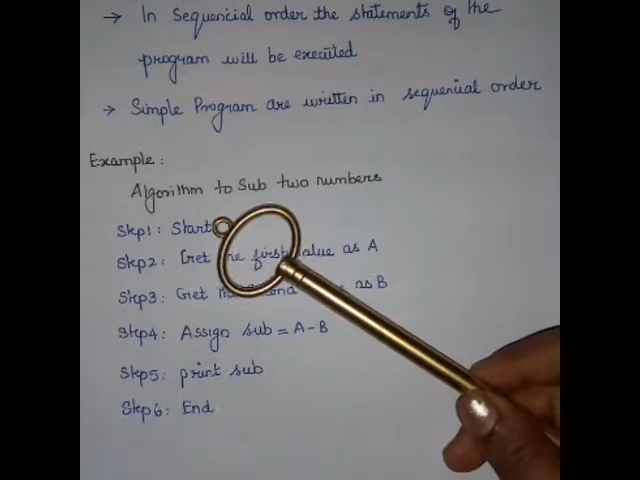 → In Sequencial order the statements of the
program will be executed
→ Simple Program are written in sequencial order
Example:
Algorithm to Sub two numbers
Step1: Start
Step2: Get the first value as A
Step3: Get as B
Step4: Assign sub = A-B
Step5: print sub
Step6: End